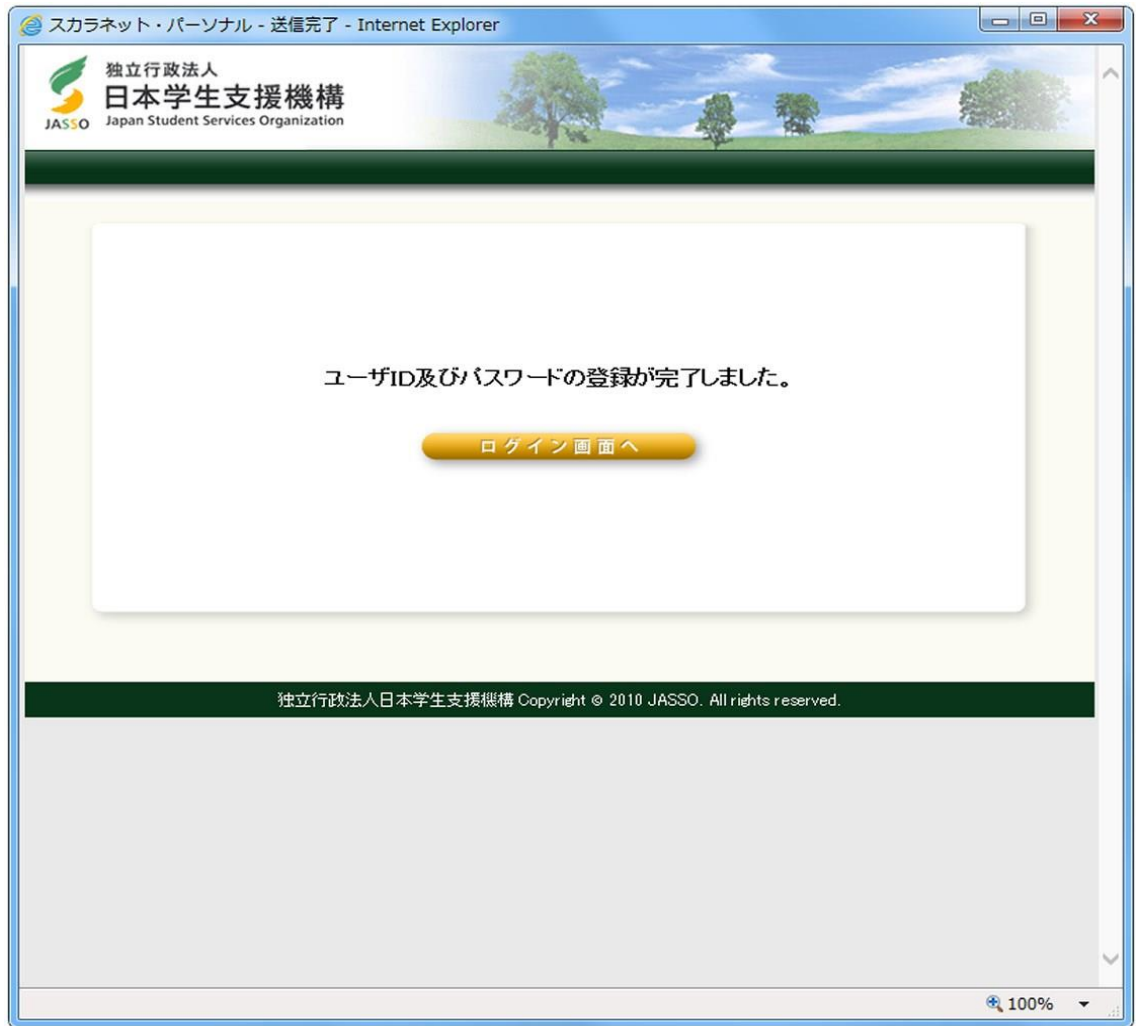 スカラネット・パーソナル - 送信完了 - Internet Explorer
独立行政法人
日本学生支援機構
JASSO Japan Student Services Organization
ユーザID及びパスワードの登録が完了しました。
ログイン画面へ
独立行政法人日本学生支援機構 Copyright © 2010 JASSO. All rights reserved.
100%